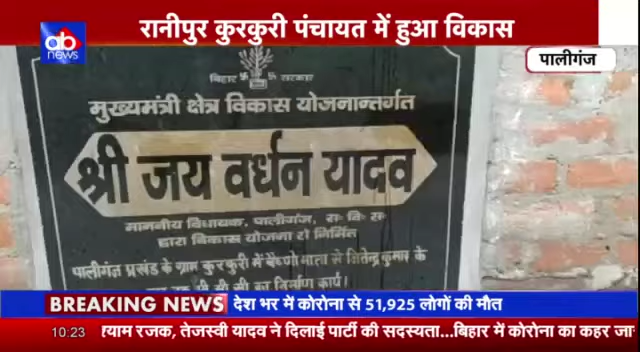 रानीपुर कुरकुरी पंचायत में हुआ विकास
ab
news
पालीगंज
बिहार सरकार
मुख्यमंत्री क्षेत्र विकास योजनान्तर्गत
श्री जय वर्धन यादव
माननीय विधायक, पालीगंज, स॰ वि॰ स॰
द्वारा विकास योजना से निर्मित
पालीगंज प्रखंड के ग्राम कुरकुरी में वैष्णो माता से जितेन्द्र कुमार के
निर्माण कार्य।
BREAKING NEWS देश भर में कोरोना से 51,925 लोगों की मौत
10:23 श्याम रजक, तेजस्वी यादव ने दिलाई पार्टी की सदस्यता...बिहार में कोरोना का कहर जा